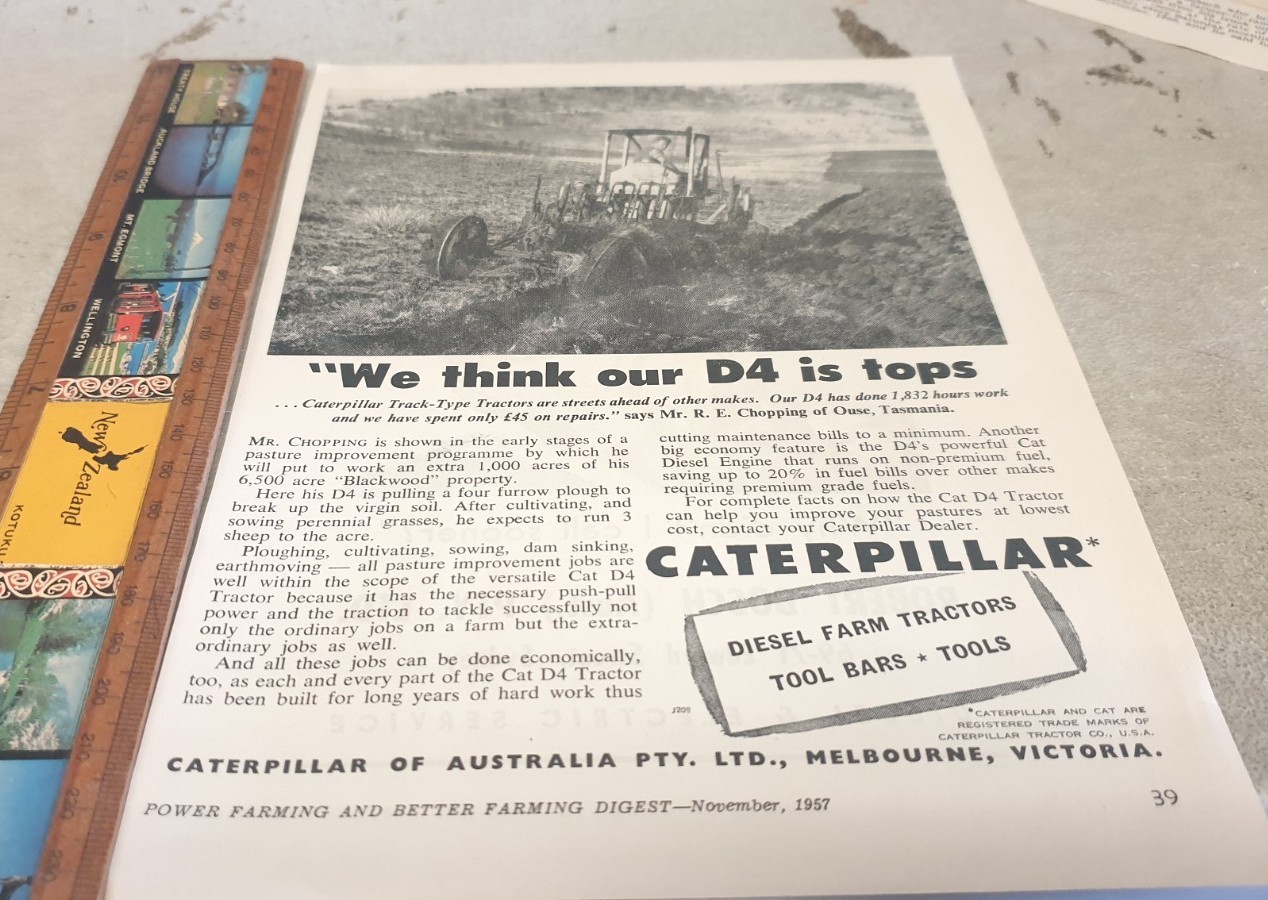 "We think our D4 is tops
. . . Caterpillar Track-Type Tractors are streets ahead of other makes. Our D4 has done 1,832 hours work
and we have spent only £45 on repairs." says Mr. R. E. Chopping of Ouse, Tasmania.
MR. CHOPPING is shown in the early stages of a
pasture improvement programme by which he
will put to work an extra 1,000 acres of his
6,500 acre "Blackwood" property.
Here his D4 is pulling a four furrow plough to
break up the virgin soil. After cultivating, and
sowing perennial grasses, he expects to run 3
sheep to the acre.
Ploughing, cultivating, sowing, dam sinking,
earthmoving — all pasture improvement jobs are
well within the scope of the versatile Cat D4
Tractor because it has the necessary push-pull
power and the traction to tackle successfully not
only the ordinary jobs on a farm but the extra-
ordinary jobs as well.
And all these jobs can be done economically,
too, as each and every part of the Cat D4 Tractor
has been built for long years of hard work thus
cutting maintenance bills to a minimum. Another
big economy feature is the D4's powerful Cat
Diesel Engine that runs on non-premium fuel,
saving up to 20% in fuel bills over other makes
requiring premium grade fuels.
For complete facts on how the Cat D4 Tractor
can help you improve your pastures at lowest
cost, contact your Caterpillar Dealer.
CATERPILLAR*
DIESEL FARM TRACTORS
TOOL BARS * TOOLS
J209
*CATERPILLAR AND CAT ARE
REGISTERED TRADE MARKS OF
CATERPILLAR TRACTOR CO., U.S.A.
CATERPILLAR OF AUSTRALIA PTY. LTD., MELBOURNE, VICTORIA.
POWER FARMING AND BETTER FARMING DIGEST—November, 1957
39
TREATY HOUSE
AUCKLAND BRIDGE
MT. EGMONT
WELLINGTON
New Zealand
KOTUKU